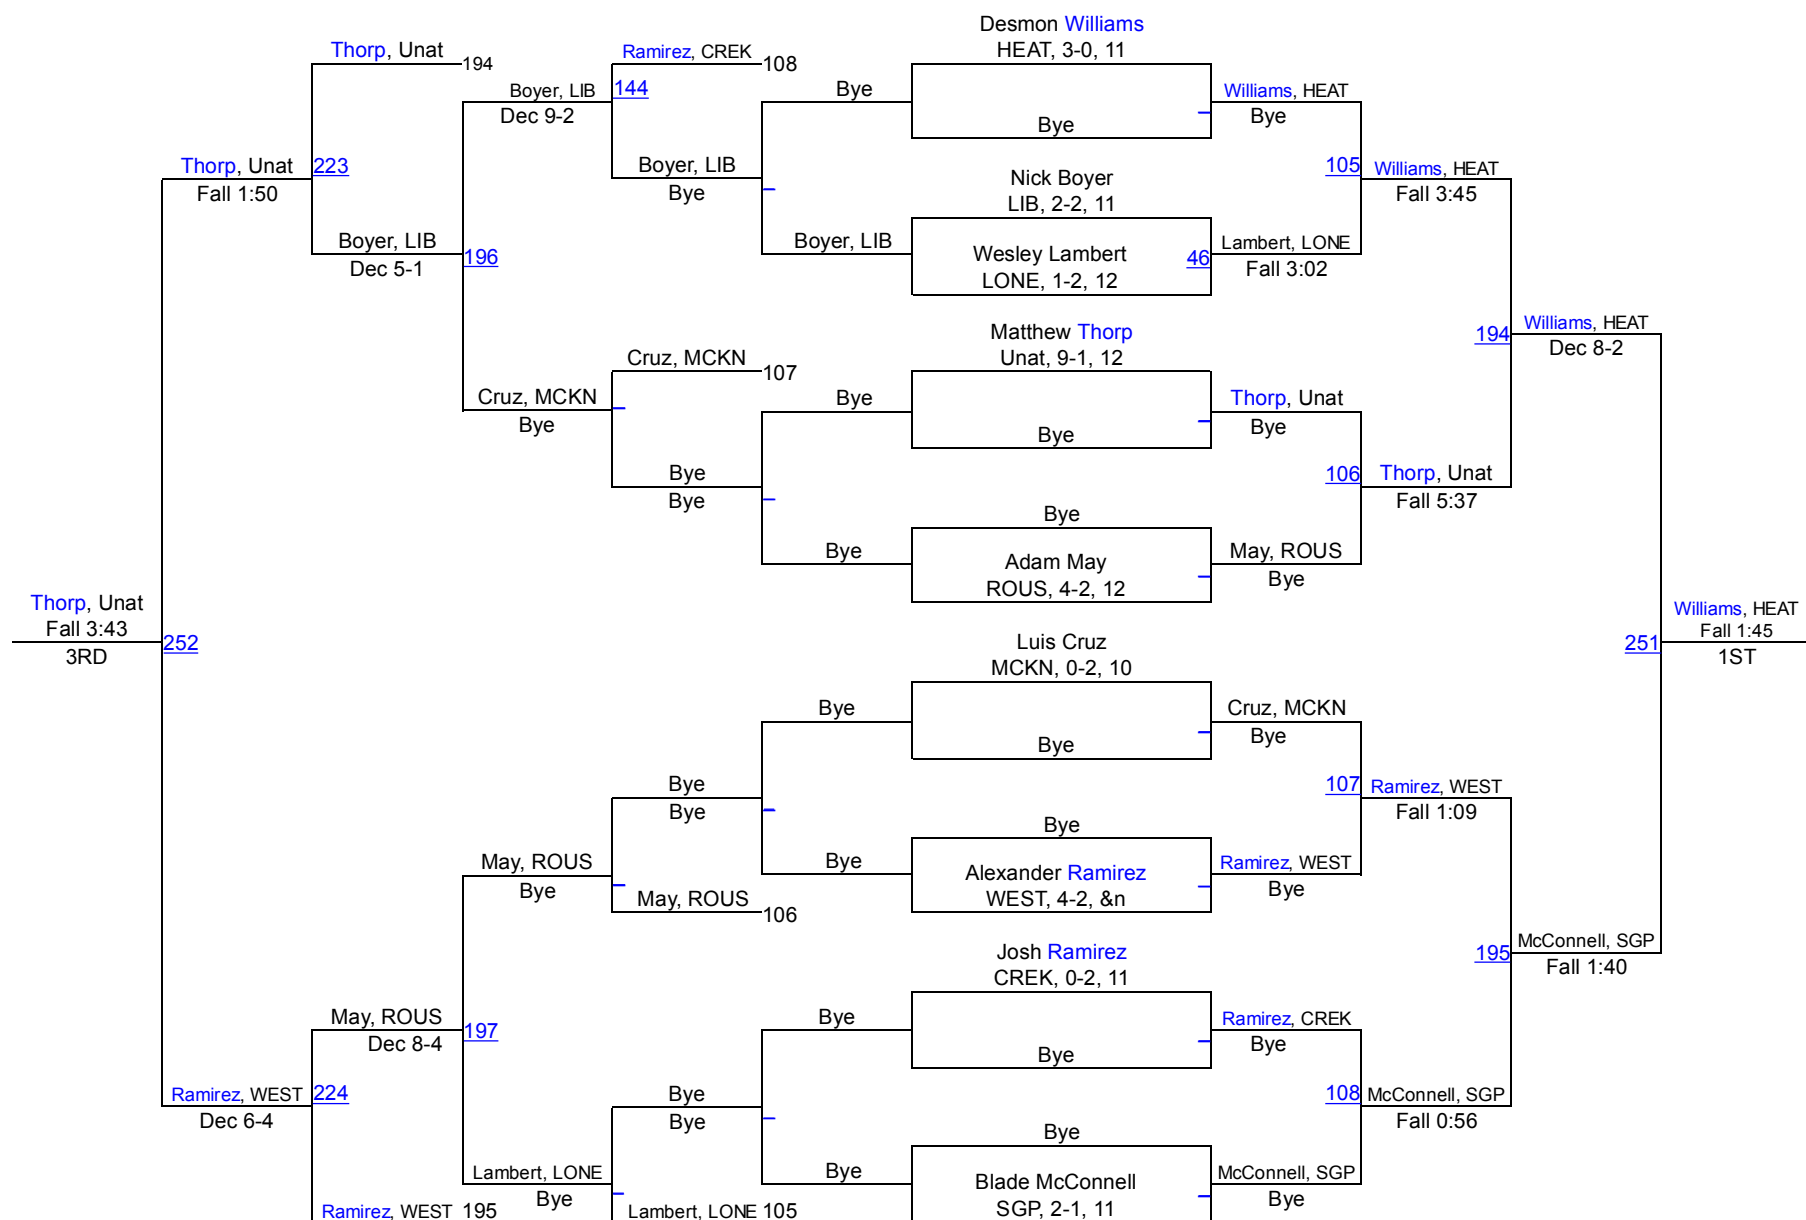 Desmon Williams
HEAT, 3-0, 11
Thorp, Unat
194
Ramirez, CREK
108
Boyer, LIB
Dec 9-2
144
Bye
Williams, HEAT
Bye
Bye
Thorp, Unat
Fall 1:50
223
Boyer, LIB
Bye
Nick Boyer
LIB, 2-2, 11
105
Williams, HEAT
Fall 3:45
Boyer, LIB
Dec 5-1
196
Boyer, LIB
Wesley Lambert
LONE, 1-2, 12
46
Lambert, LONE
Fall 3:02
Matthew Thorp
Unat, 9-1, 12
194
Williams, HEAT
Dec 8-2
Cruz, MCKN
107
Cruz, MCKN
Bye
Bye
Bye
Thorp, Unat
Bye
Bye
Bye
106
Thorp, Unat
Fall 5:37
Bye
Bye
Adam May
ROUS, 4-2, 12
May, ROUS
Bye
Thorp, Unat
Fall 3:43
3RD
252
Luis Cruz
MCKN, 0-2, 10
251
Williams, HEAT
Fall 1:45
1ST
Bye
Bye
Cruz, MCKN
Bye
Bye
Bye
107
Ramirez, WEST
Fall 1:09
May, ROUS
Bye
Bye
Bye
Alexander Ramirez
WEST, 4-2, &n
Ramirez, WEST
Bye
May, ROUS
106
Josh Ramirez
CREK, 0-2, 11
195
McConnell, SGP
Fall 1:40
May, ROUS
Dec 8-4
197
Bye
Bye
Ramirez, CREK
Bye
Ramirez, WEST
Dec 6-4
224
Bye
Bye
108
McConnell, SGP
Fall 0:56
Lambert, LONE
Bye
Bye
Bye
Blade McConnell
SGP, 2-1, 11
McConnell, SGP
Bye
Ramirez, WEST
195
Lambert, LONE
105